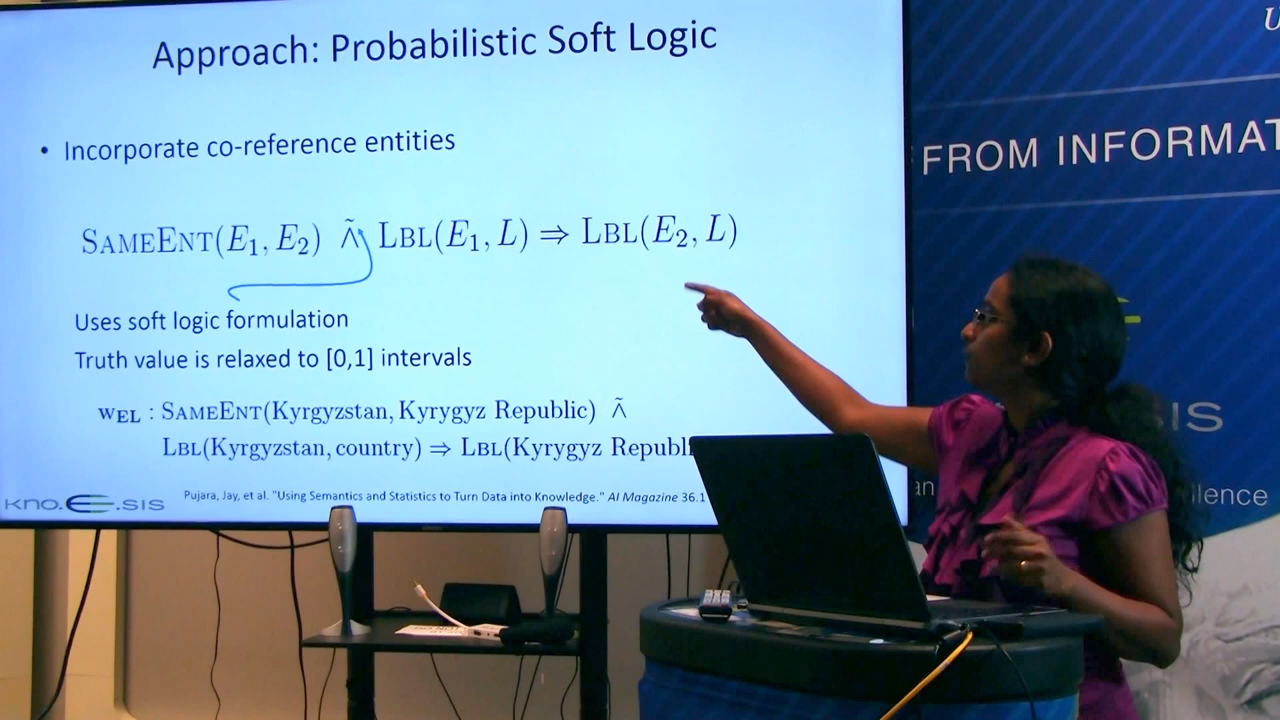 Approach: Probabilistic Soft Logic
• Incorporate co-reference entities
SAMEENT(E₁, E₂) ∧̃ LBL(E₁, L) ⇒ LBL(E₂, L)
Uses soft logic formulation
Truth value is relaxed to [0,1] intervals
WEL : SAMEENT(Kyrgyzstan, Kyrygyz Republic) ∧̃
LBL(Kyrgyzstan, country) ⇒ LBL(Kyrygyz Republ
kno.E.sis
Pujara, Jay, et al. "Using Semantics and Statistics to Turn Data into Knowledge." AI Magazine 36.1
U
FROM INFORMAT
SIS
an
llence